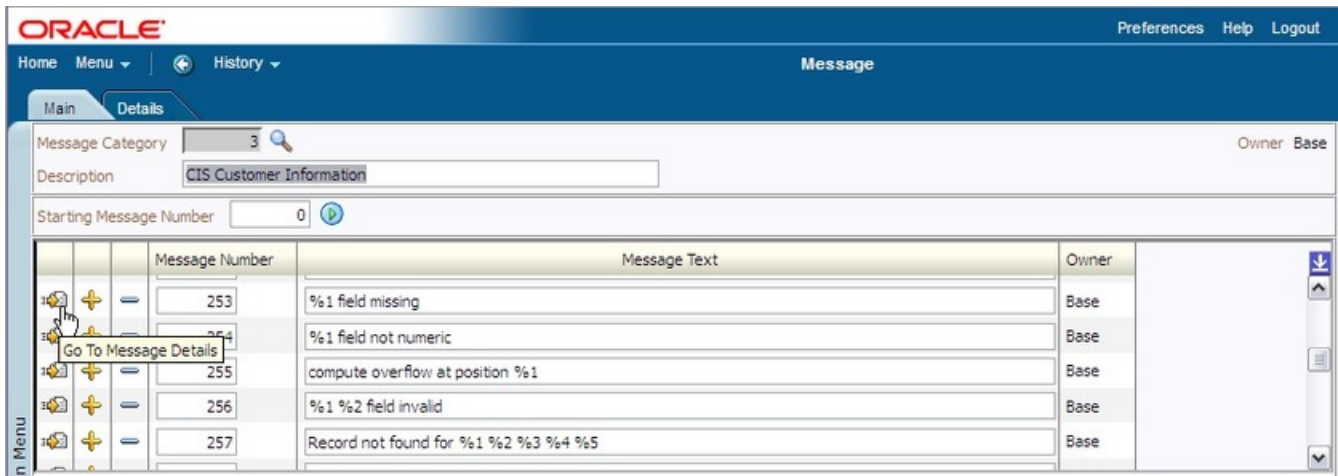 ORACLE
Preferences Help Logout
Home Menu History Message
Main Details
Message Category 3 Owner Base
Description CIS Customer Information
Starting Message Number 0
Message Number Message Text Owner
253 %1 field missing Base
254 %1 field not numeric Base
Go To Message Details
255 compute overflow at position %1 Base
256 %1 %2 field invalid Base
257 Record not found for %1 %2 %3 %4 %5 Base
n Menu